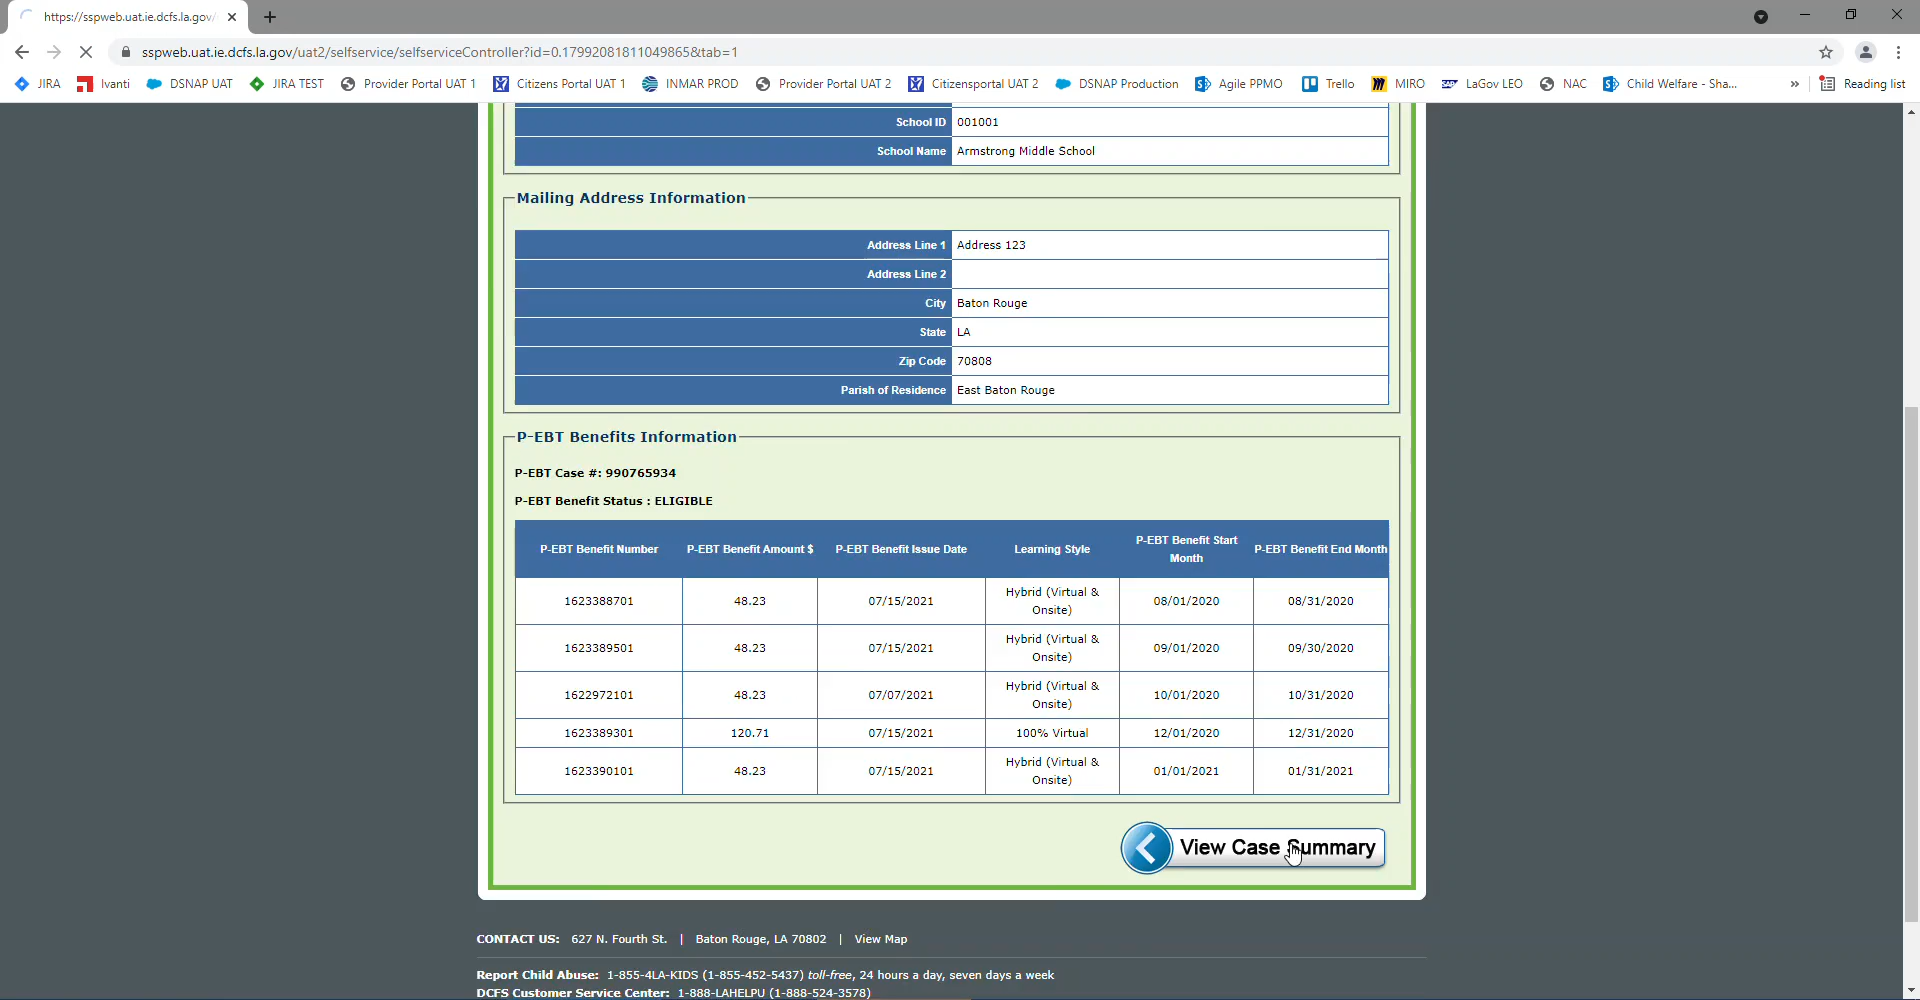 https://sspweb.uat.ie.dcfs.la.gov/
sspweb.uat.ie.dcfs.la.gov/uat2/selfservice/selfserviceController?id=0.1799208181104986​5&tab=1
JIRA Ivanti DSNAP UAT JIRA TEST Provider Portal UAT 1 Citizens Portal UAT 1 INMAR PROD Provider Portal UAT 2 Citizensportal UAT 2 DSNAP Production Agile PPMO Trello MIRO LaGov LEO NAC Child Welfare - Sha... » Reading list
School ID 001001
School Name Armstrong Middle School
Mailing Address Information
Address Line 1 Address 123
Address Line 2
City Baton Rouge
State LA
Zip Code 70808
Parish of Residence East Baton Rouge
P-EBT Benefits Information
P-EBT Case #: 990765934
P-EBT Benefit Status : ELIGIBLE
P-EBT Benefit Number P-EBT Benefit Amount $ P-EBT Benefit Issue Date Learning Style P-EBT Benefit Start Month P-EBT Benefit End Month
1623388701 48.23 07/15/2021 Hybrid (Virtual & Onsite) 08/01/2020 08/31/2020
1623389501 48.23 07/15/2021 Hybrid (Virtual & Onsite) 09/01/2020 09/30/2020
1622972101 48.23 07/07/2021 Hybrid (Virtual & Onsite) 10/01/2020 10/31/2020
1623389301 120.71 07/15/2021 100% Virtual 12/01/2020 12/31/2020
1623390101 48.23 07/15/2021 Hybrid (Virtual & Onsite) 01/01/2021 01/31/2021
View Case Summary
CONTACT US: 627 N. Fourth St. | Baton Rouge, LA 70802 | View Map
Report Child Abuse: 1-855-4LA-KIDS (1-855-452-5437) toll-free, 24 hours a day, seven days a week
DCFS Customer Service Center: 1-888-LAHELPU (1-888-524-3578)